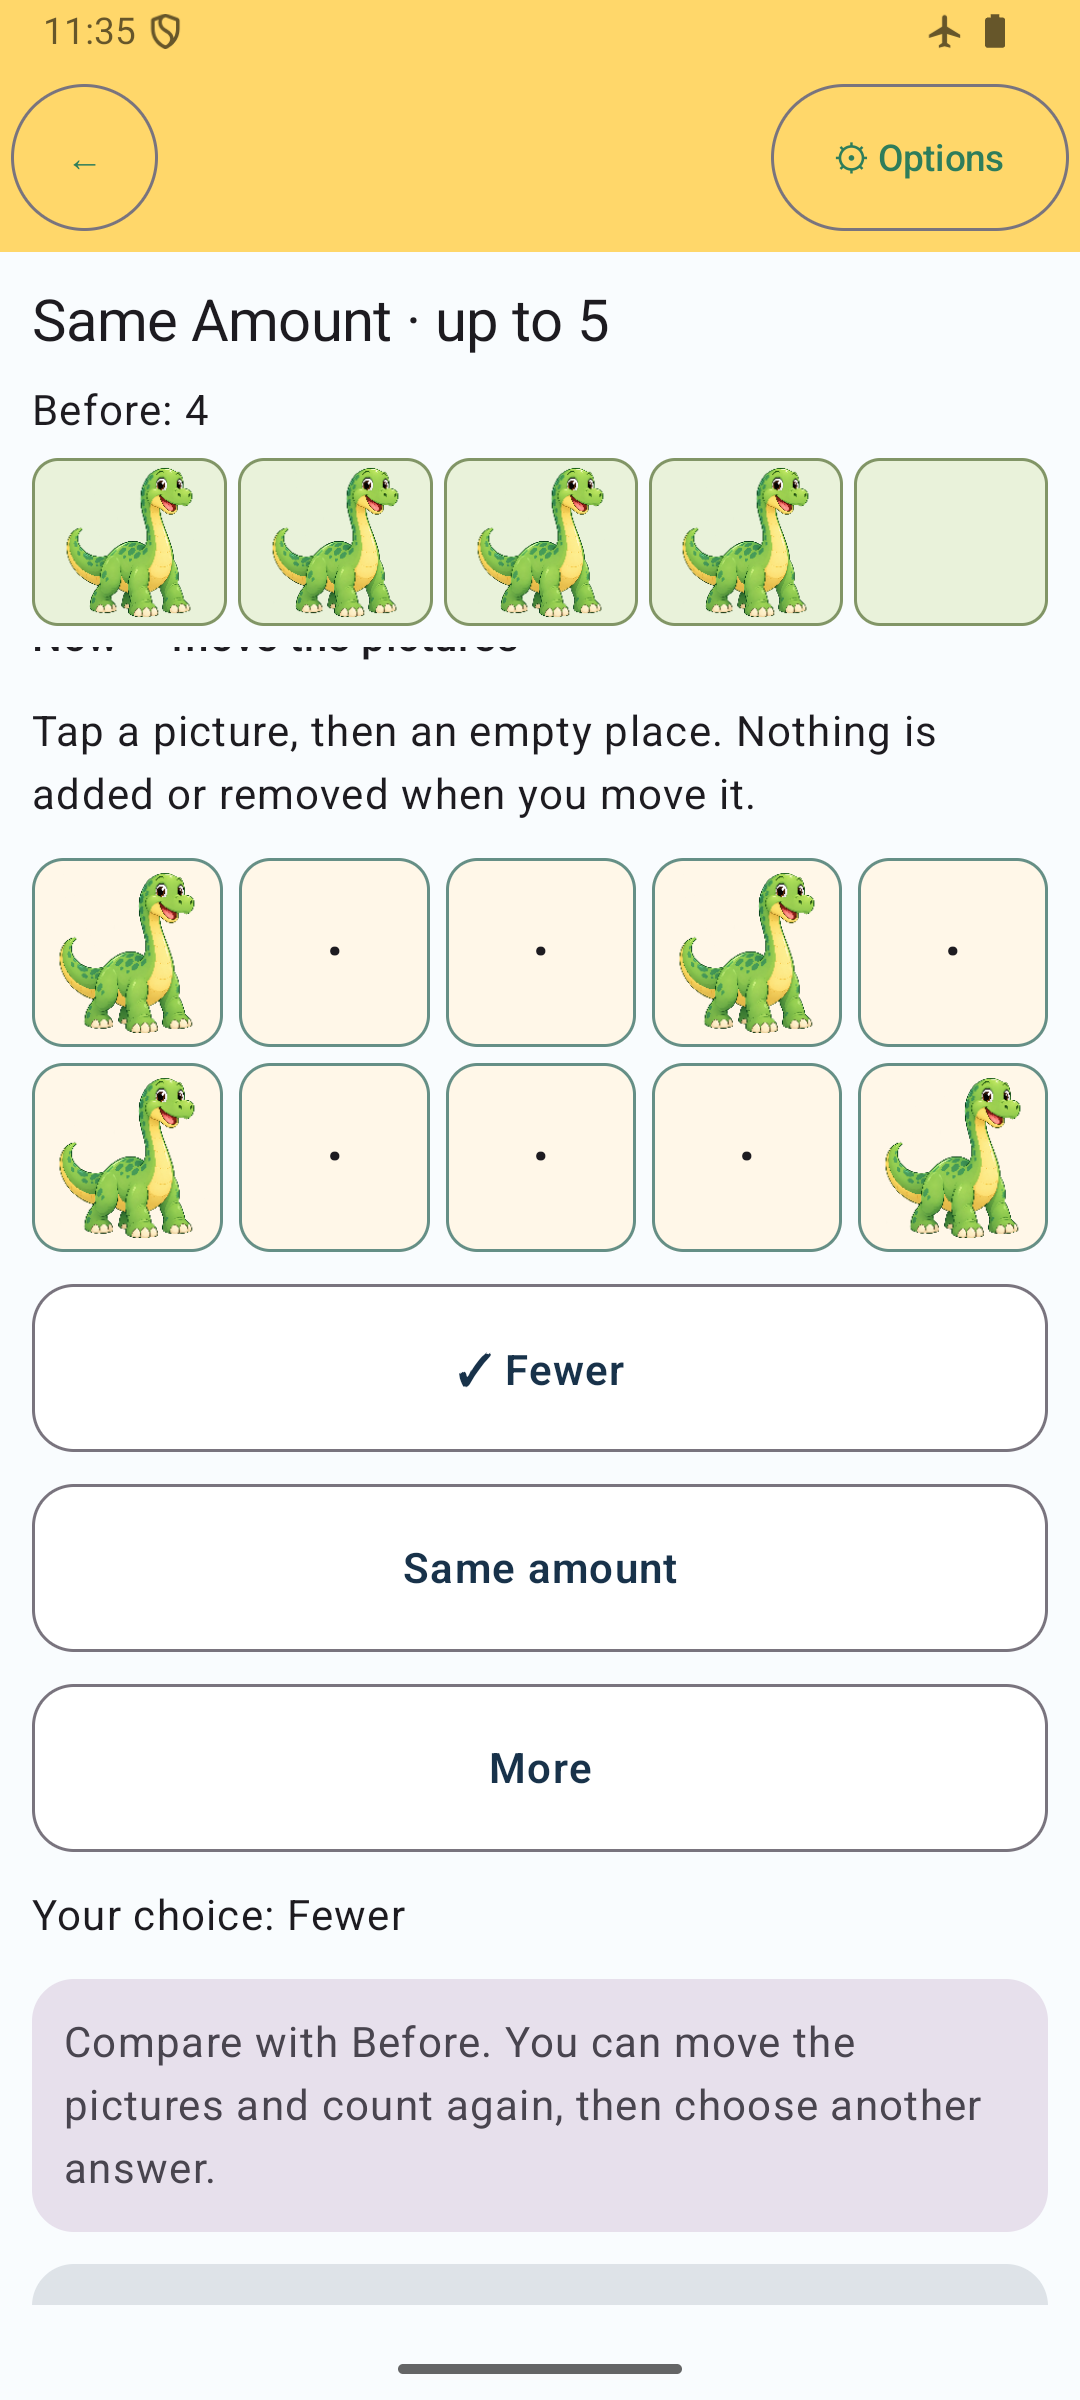 11:35
←
Options
Same Amount · up to 5
Before: 4
Tap a picture, then an empty place. Nothing is
added or removed when you move it.
✓ Fewer
Same amount
More
Your choice: Fewer
Compare with Before. You can move the
pictures and count again, then choose another
answer.